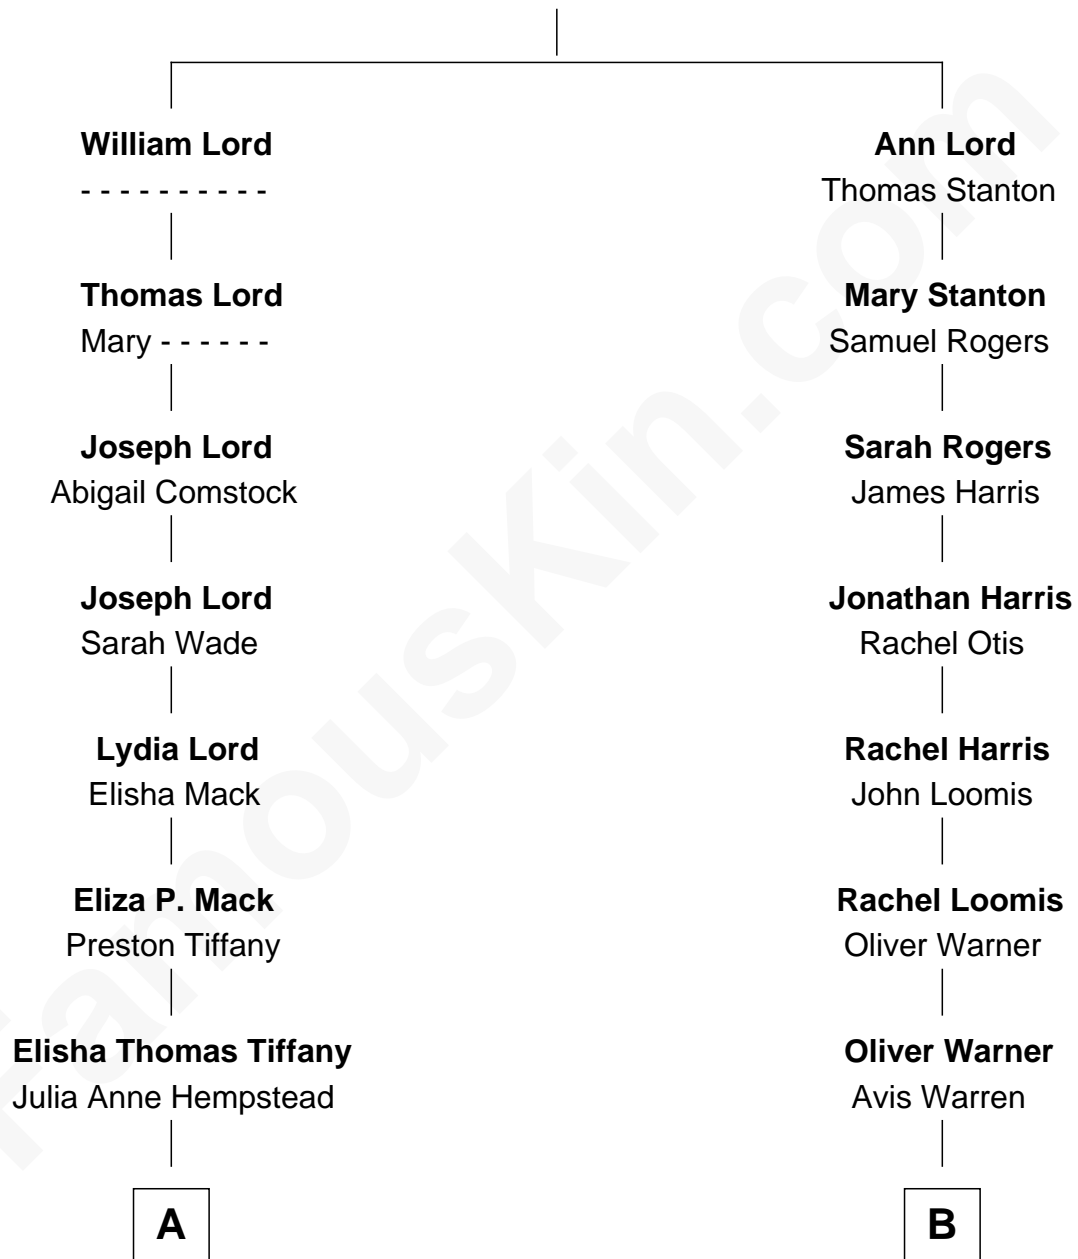 William Lord
- - - - - - - - - -
Thomas Lord
Mary - - - - - -
Joseph Lord
Abigail Comstock
Joseph Lord
Sarah Wade
Lydia Lord
Elisha Mack
Eliza P. Mack
Preston Tiffany
Elisha Thomas Tiffany
Julia Anne Hempstead
A
Ann Lord
Thomas Stanton
Mary Stanton
Samuel Rogers
Sarah Rogers
James Harris
Jonathan Harris
Rachel Otis
Rachel Harris
John Loomis
Rachel Loomis
Oliver Warner
Oliver Warner
Avis Warren
B
FamousKin.com